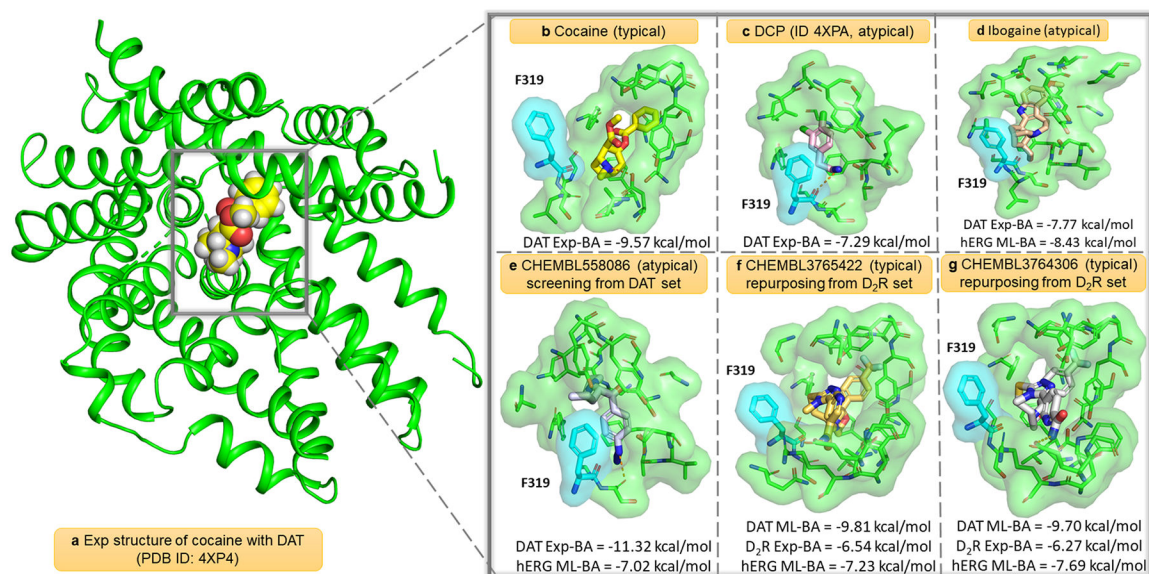 b Cocaine (typical)
F319
DAT Exp-BA = -9.57 kcal/mol
c DCP (ID 4XPA, atypical)
F319
DAT Exp-BA = -7.29 kcal/mol
d Ibogaine (atypical)
F319
DAT Exp-BA = -7.77 kcal/mol
hERG ML-BA = -8.43 kcal/mol
e CHEMBL558086 (atypical)
screening from DAT set
F319
DAT Exp-BA = -11.32 kcal/mol
hERG ML-BA = -7.02 kcal/mol
f CHEMBL3765422 (typical)
repurposing from D₂R set
F319
DAT ML-BA = -9.81 kcal/mol
D₂R Exp-BA = -6.54 kcal/mol
hERG ML-BA = -7.23 kcal/mol
g CHEMBL3764306 (typical)
repurposing from D₂R set
F319
DAT ML-BA = -9.70 kcal/mol
D₂R Exp-BA = -6.27 kcal/mol
hERG ML-BA = -7.69 kcal/mol
a Exp structure of cocaine with DAT
(PDB ID: 4XP4)